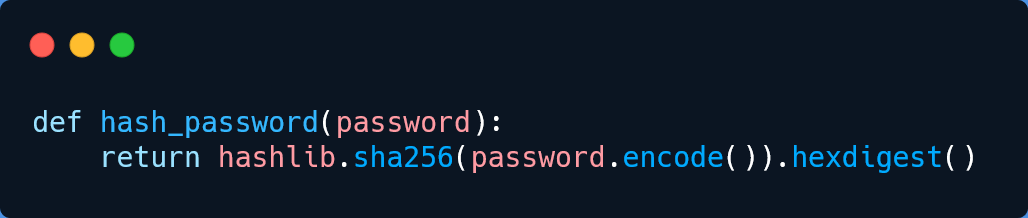 def hash_password(password):
    return hashlib.sha256(password.encode()).hexdigest()